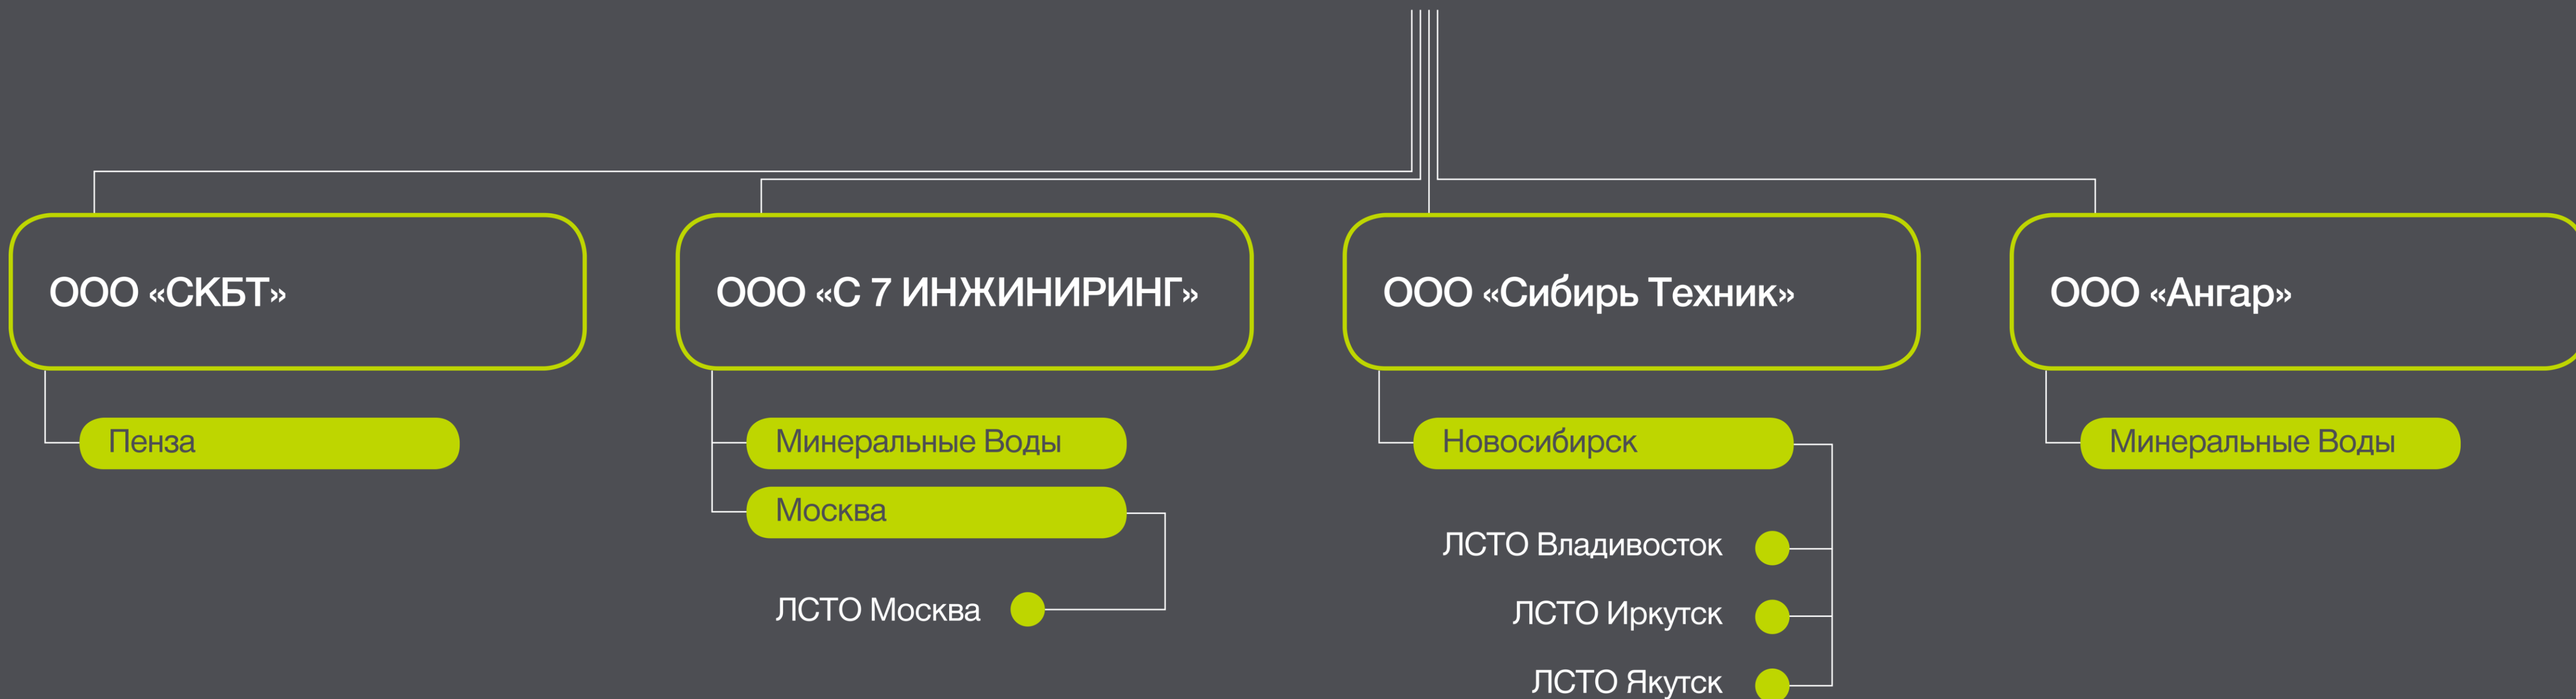 ООО «СКБТ»
Пенза
ООО «С 7 ИНЖИНИРИНГ»
Минеральные Воды
Москва
ЛСТО Москва
ООО «Сибирь Техник»
Новосибирск
ЛСТО Владивосток
ЛСТО Иркутск
ЛСТО Якутск
ООО «Ангар»
Минеральные Воды